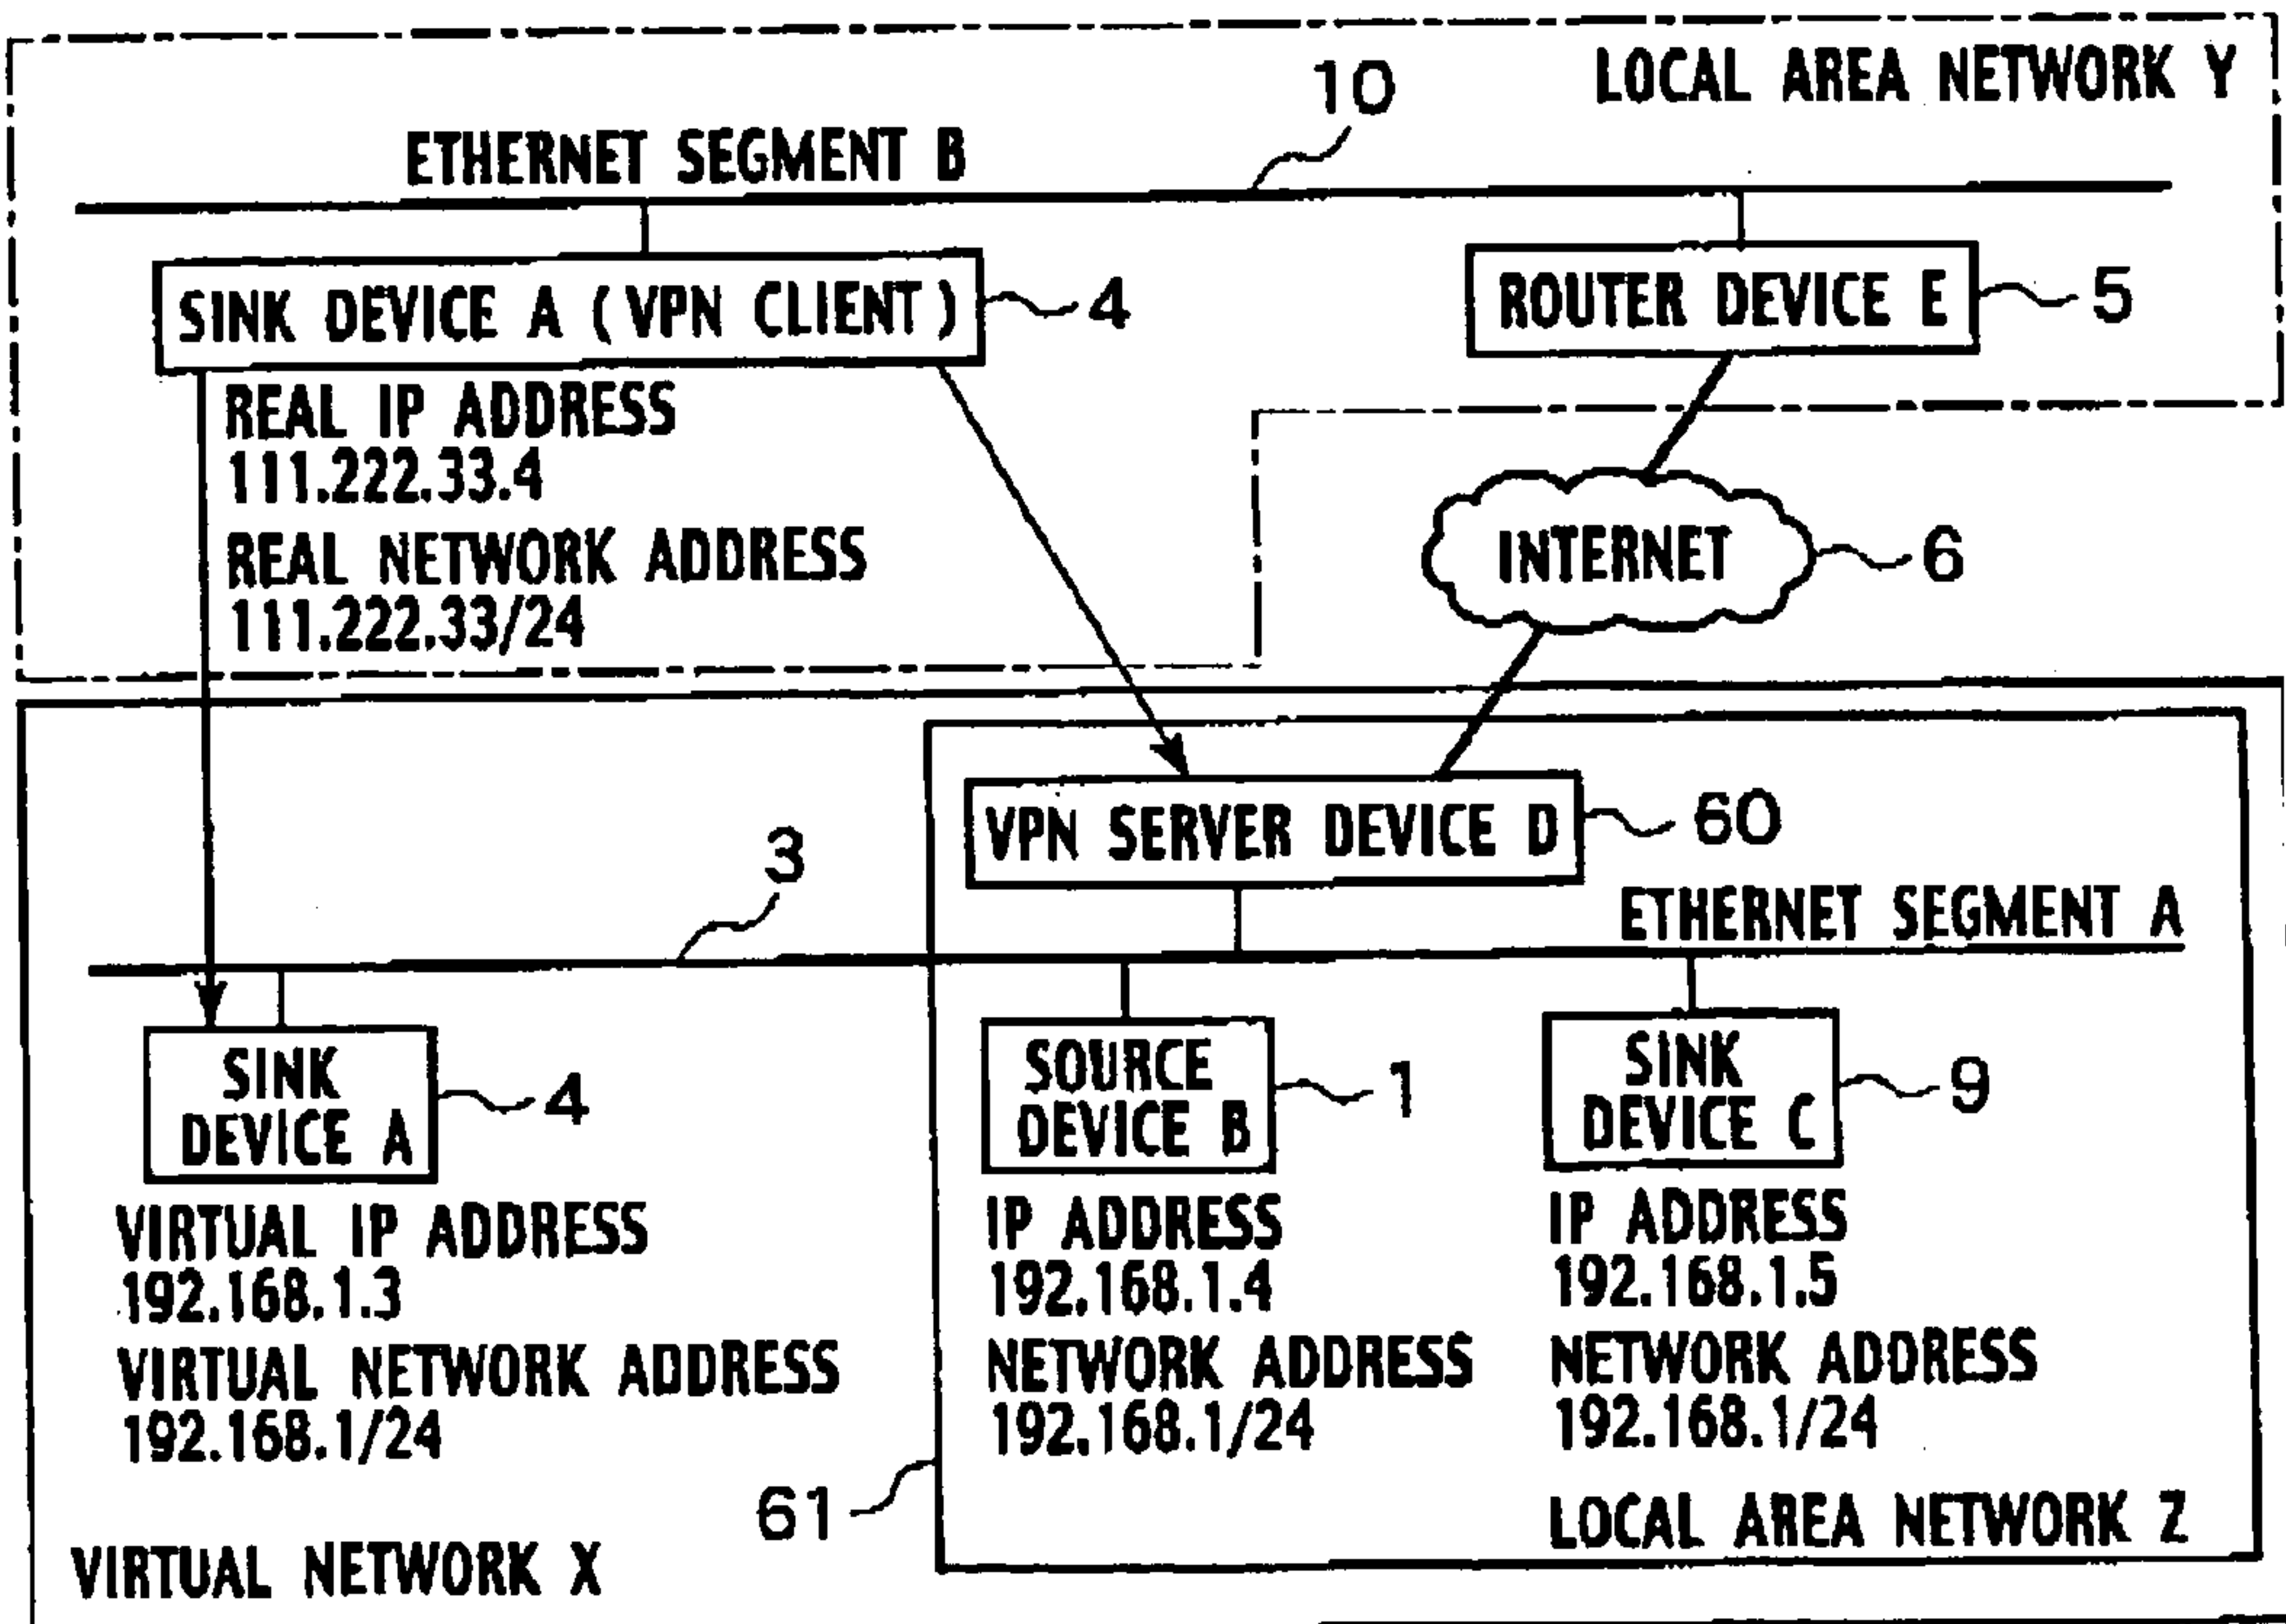 LOCAL AREA NETWORK Y
10
ETHERNET SEGMENT B
SINK DEVICE A (VPN CLIENT)
4
ROUTER DEVICE E
5
REAL IP ADDRESS
111.222.33.4
REAL NETWORK ADDRESS
111.222.33/24
INTERNET
6
VPN SERVER DEVICE D
60
3
ETHERNET SEGMENT A
SINK
DEVICE A
4
SOURCE
DEVICE B
1
SINK
DEVICE C
9
VIRTUAL IP ADDRESS
192.168.1.3
VIRTUAL NETWORK ADDRESS
192.168.1/24
IP ADDRESS
192.168.1.4
NETWORK ADDRESS
192.168.1/24
IP ADDRESS
192.168.1.5
NETWORK ADDRESS
192.168.1/24
61
LOCAL AREA NETWORK Z
VIRTUAL NETWORK X